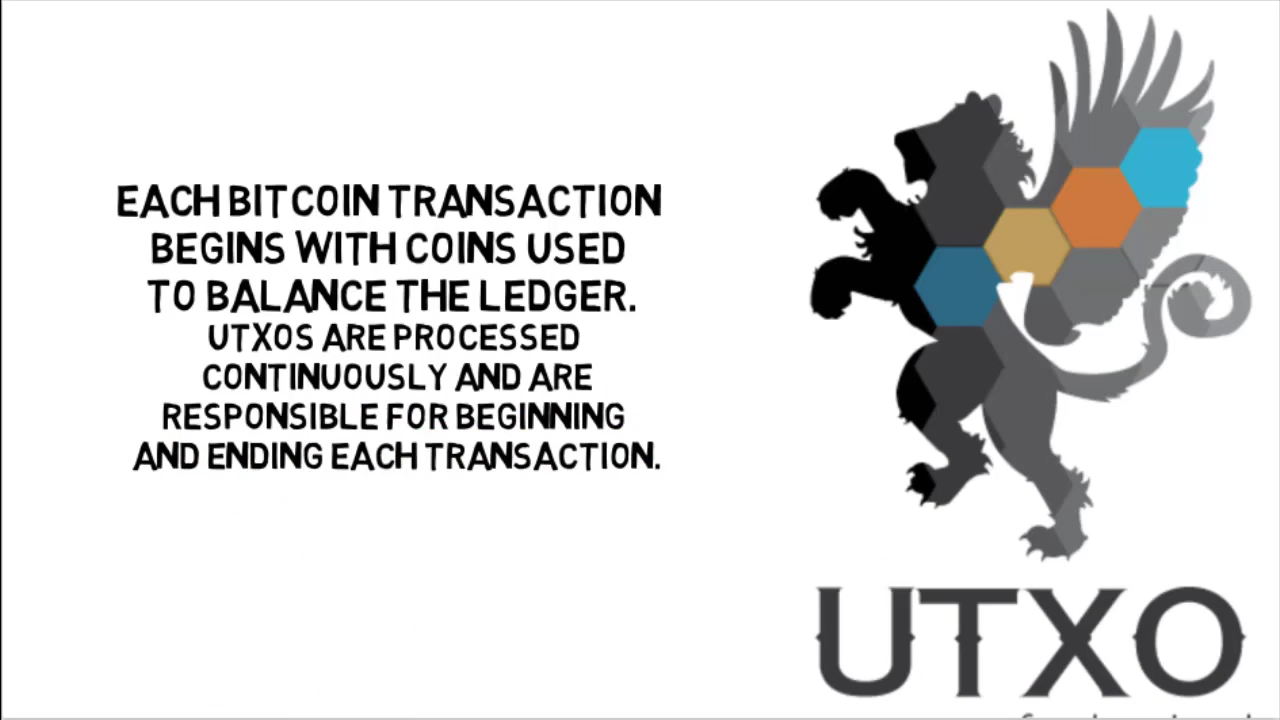 EACH BITCOIN TRANSACTION
BEGINS WITH COINS USED
TO BALANCE THE LEDGER.
UTXOS ARE PROCESSED
CONTINUOUSLY AND ARE
RESPONSIBLE FOR BEGINNING
AND ENDING EACH TRANSACTION.
UTXO